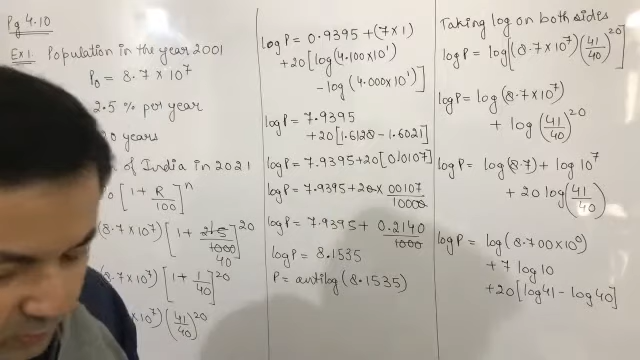 Pg 4.10
Ex 1. Population in the year 2001
P0 = 8.7 × 10^7
2.5 % per year
20 years
of India in 2021
[1 + R/100]^n
(8.7×10^7) [1 + 25/1000 40]^20
8.7×10^7) [1 + 1/40]^20
×10^7) (41/40)^20
log P = 0.9395 + (7×1)
+20[log(4.100×10^1)
- log(4.000×10^1)]
log P = 7.9395
+20[1.6128 - 1.6021]
log P = 7.9395 + 20[0.0107]
log P = 7.9395 + 20 × 00107/10000
log P = 7.9395 + 0.2140/1000
log P = 8.1535
P = antilog (8.1535)
Taking log on both sides
log P = log[(8.7×10^7)(41/40)^20]
log P = log(8.7×10^7)
+ log(41/40)^20
log P = log(8.7) + log 10^7
+ 20 log(41/40)
log P = log(8.700×10^0)
+ 7 log 10
+20[log 41 - log 40]